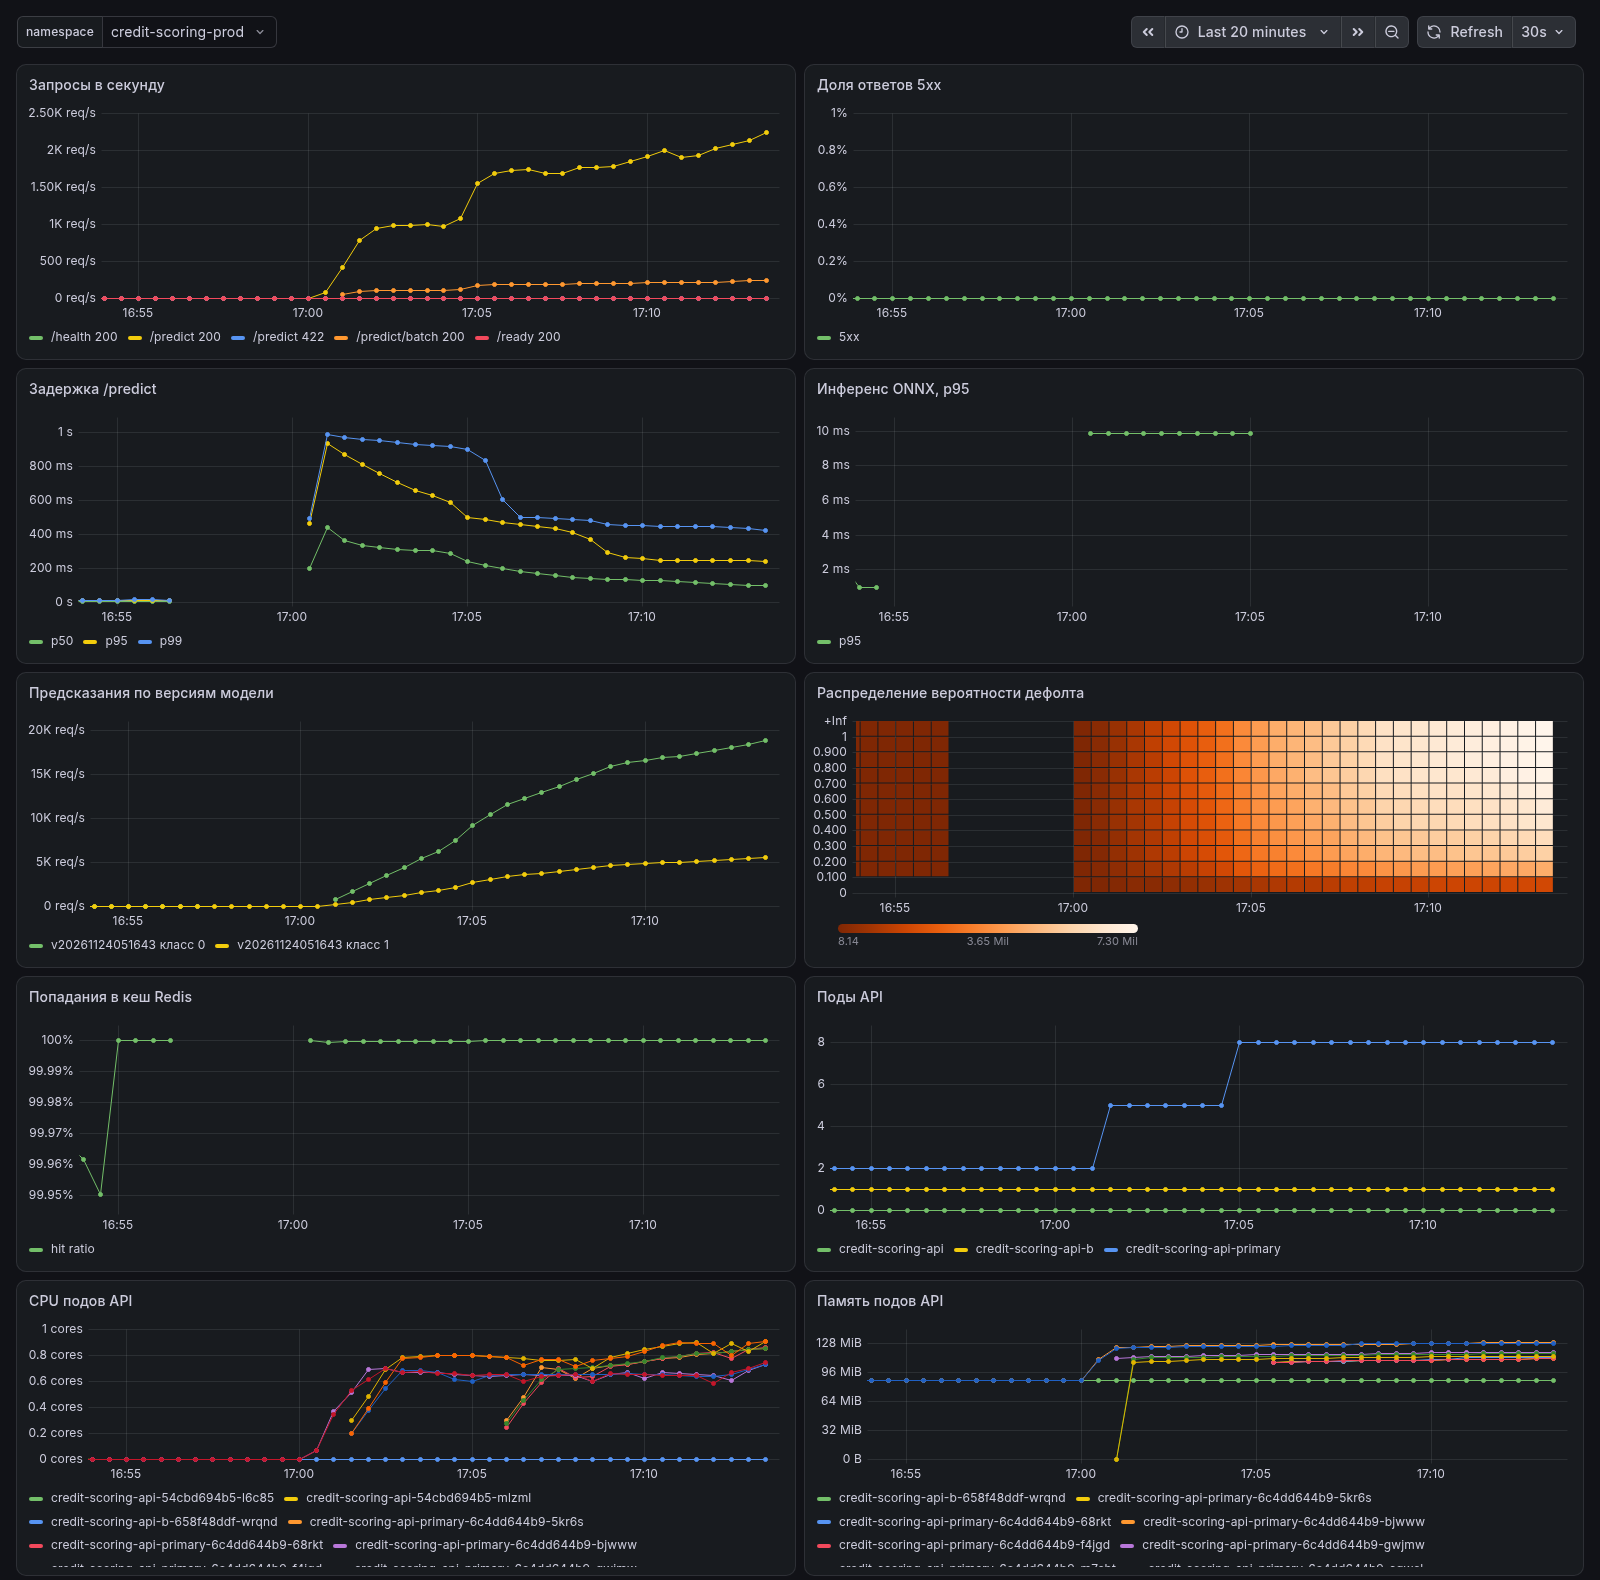 namespace credit-scoring-prod Last 20 minutes Refresh 30s
Запросы в секунду
2.50K req/s
2K req/s
1.50K req/s
1K req/s
500 req/s
0 req/s
16:55 17:00 17:05 17:10
/health 200 /predict 200 /predict 422 /predict/batch 200 /ready 200
Доля ответов 5xx
1%
0.8%
0.6%
0.4%
0.2%
0%
16:55 17:00 17:05 17:10
5xx
Задержка /predict
1 s
800 ms
600 ms
400 ms
200 ms
0 s
16:55 17:00 17:05 17:10
p50 p95 p99
Инференс ONNX, p95
10 ms
8 ms
6 ms
4 ms
2 ms
16:55 17:00 17:05 17:10
p95
Предсказания по версиям модели
20K req/s
15K req/s
10K req/s
5K req/s
0 req/s
16:55 17:00 17:05 17:10
v20261124051643 класс 0 v20261124051643 класс 1
Распределение вероятности дефолта
+Inf
1
0.900
0.800
0.700
0.600
0.500
0.400
0.300
0.200
0.100
0
16:55 17:00 17:05 17:10
8.14 3.65 Mil 7.30 Mil
Попадания в кеш Redis
100%
99.99%
99.98%
99.97%
99.96%
99.95%
16:55 17:00 17:05 17:10
hit ratio
Поды API
8
6
4
2
0
16:55 17:00 17:05 17:10
credit-scoring-api credit-scoring-api-b credit-scoring-api-primary
CPU подов API
1 cores
0.8 cores
0.6 cores
0.4 cores
0.2 cores
0 cores
16:55 17:00 17:05 17:10
credit-scoring-api-54cbd694b5-l6c85 credit-scoring-api-54cbd694b5-mlzml
credit-scoring-api-b-658f48ddf-wrqnd credit-scoring-api-primary-6c4dd644b9-5kr6s
credit-scoring-api-primary-6c4dd644b9-68rkt credit-scoring-api-primary-6c4dd644b9-bjwww
Память подов API
128 MiB
96 MiB
64 MiB
32 MiB
0 B
16:55 17:00 17:05 17:10
credit-scoring-api-b-658f48ddf-wrqnd credit-scoring-api-primary-6c4dd644b9-5kr6s
credit-scoring-api-primary-6c4dd644b9-68rkt credit-scoring-api-primary-6c4dd644b9-bjwww
credit-scoring-api-primary-6c4dd644b9-f4jgd credit-scoring-api-primary-6c4dd644b9-gwjmw